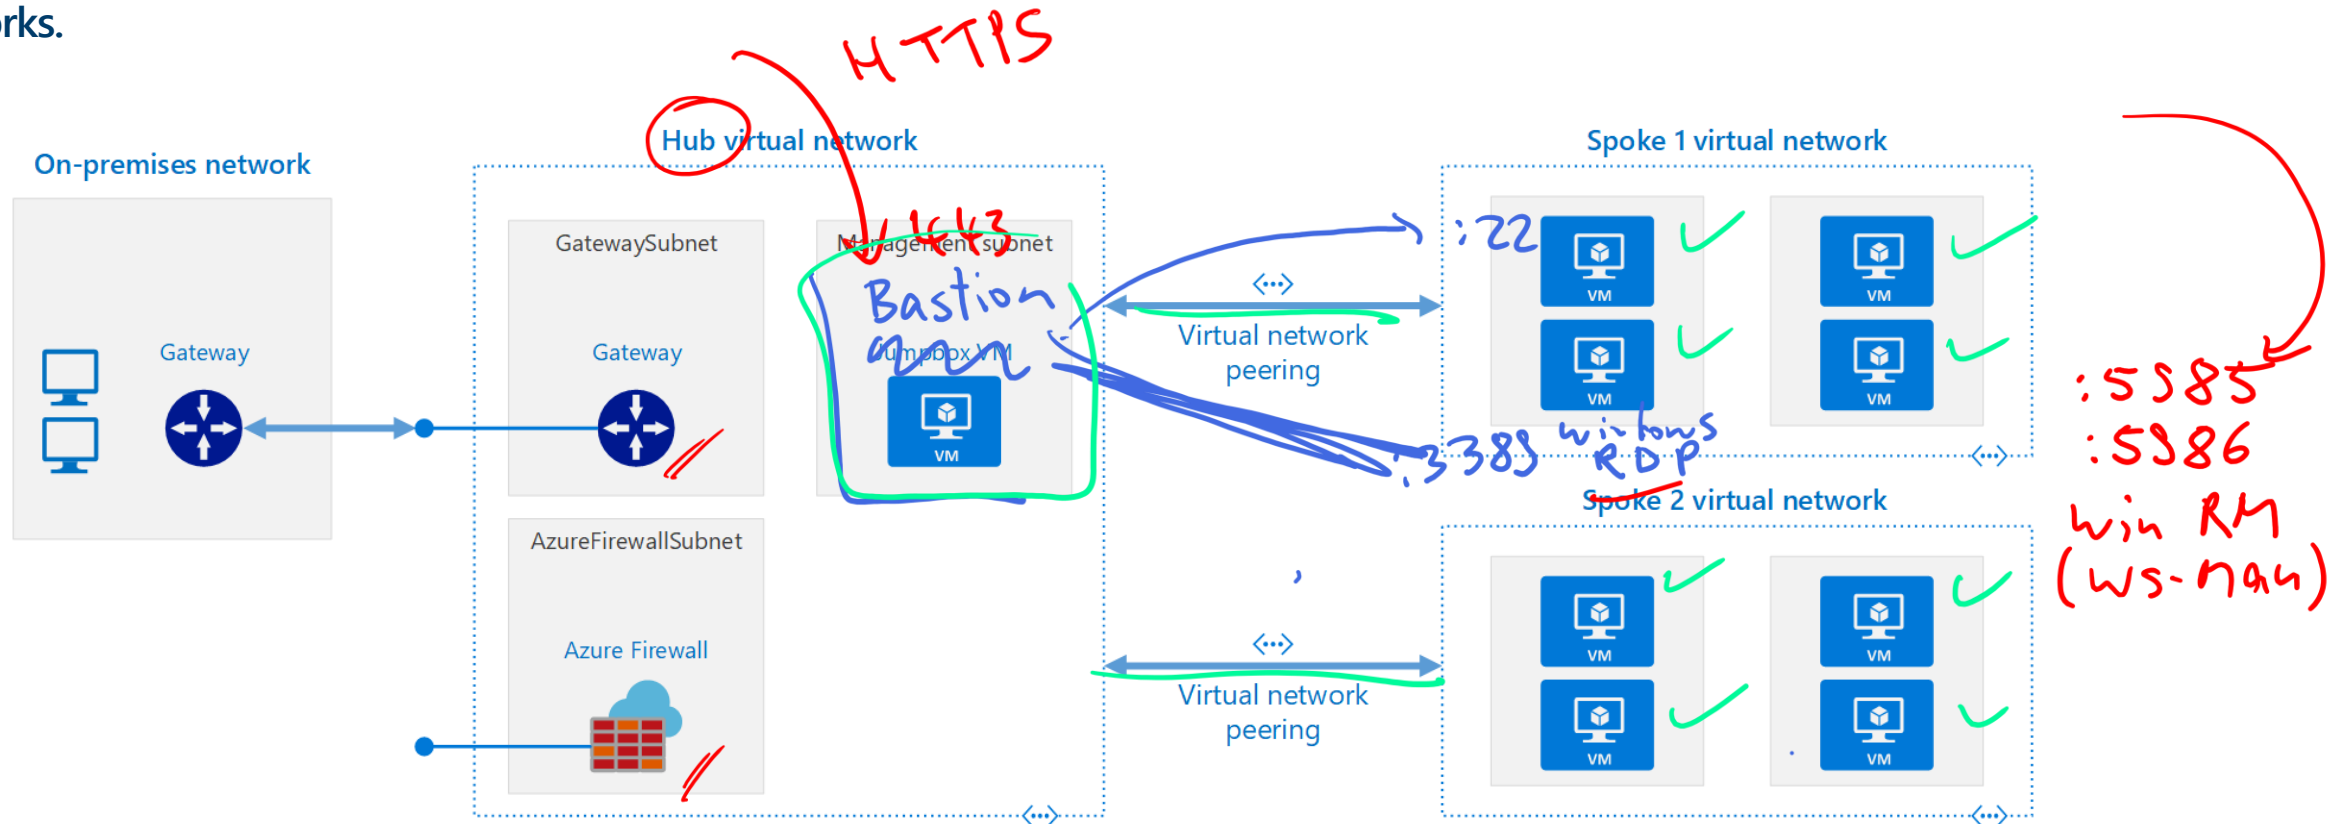 orks.
HTTPS
Hub virtual network
Spoke 1 virtual network
On-premises network
443
GatewaySubnet
Management subnet
:22
Bastion
VM
VM
Gateway
Gateway
Jumpbox VM
Virtual network
peering
VM
VM
VM
:5985
:5986
win RM
(WS-Man)
:3389 windows
RDP
Spoke 2 virtual network
AzureFirewallSubnet
Azure Firewall
VM
VM
Virtual network
peering
VM
VM